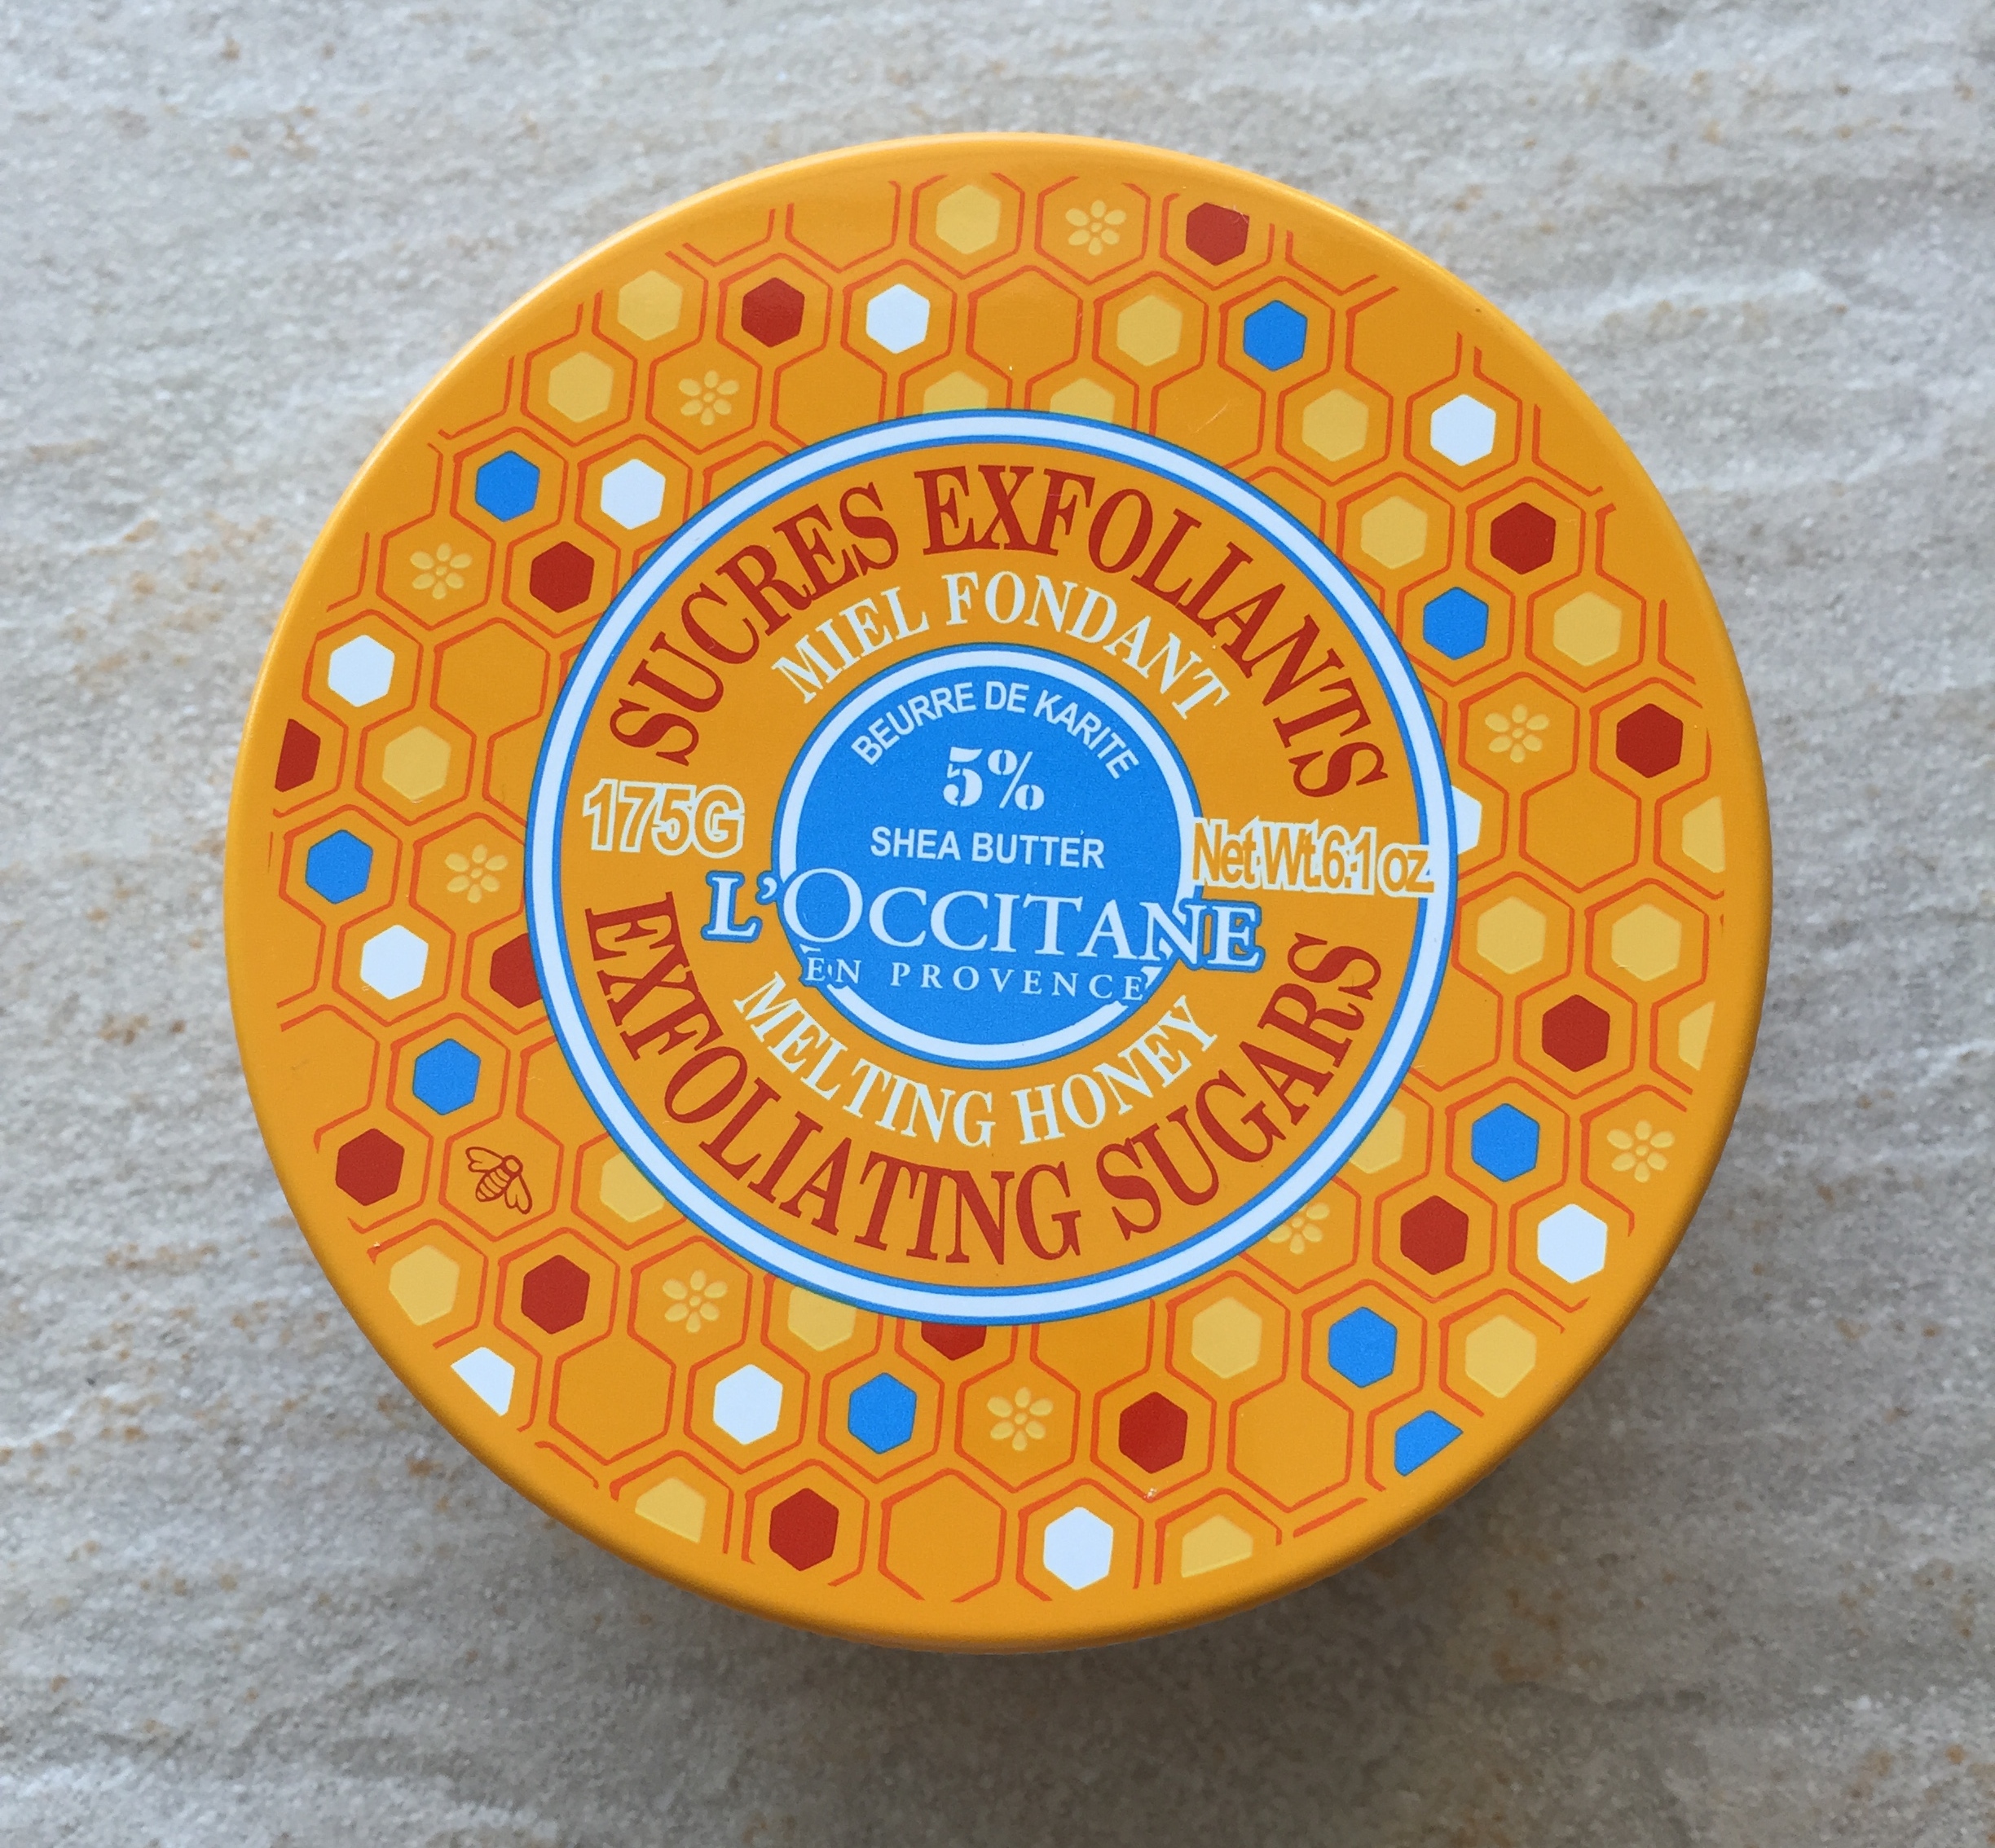 SUCRES EXFOLIANTS
MIEL FONDANT
BEURRE DE KARITE
5%
SHEA BUTTER
175G
Net Wt.6.1 oz
L'OCCITANE
EN PROVENCE
MELTING HONEY
EXFOLIATING SUGARS